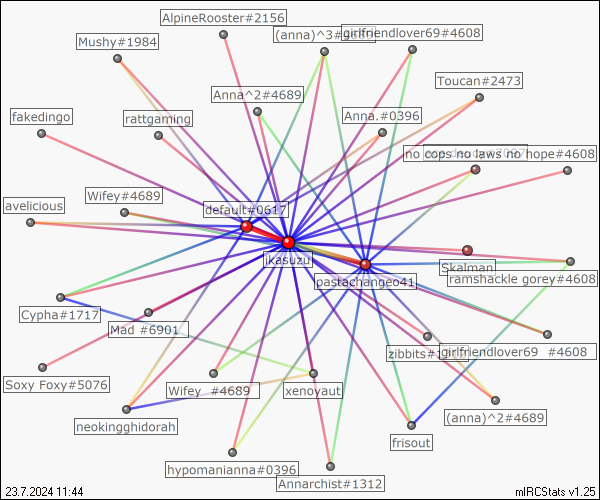 AlpineRooster#2156
Mushy#1984
(anna)^3#
girlfriendlover69#4608
Toucan#2473
Anna^2#4689
Anna.#0396
fakedingo
rattgaming
no cops no laws no hope#4608
Wifey#4689
avelicious
default#0617
ikasuzu
Skalman
pastachangeo41
ramshackle gorey#4608
Cypha#1717
Mad #6901
zibbits#
girlfriendlover69 #4608
Soxy Foxy#5076
Wifey #4689
xenoyaut
(anna)^2#4689
neokingghidorah
frisout
hypomanianna#0396
Annarchist#1312
23.7.2024 11:44
mIRCStats v1.25